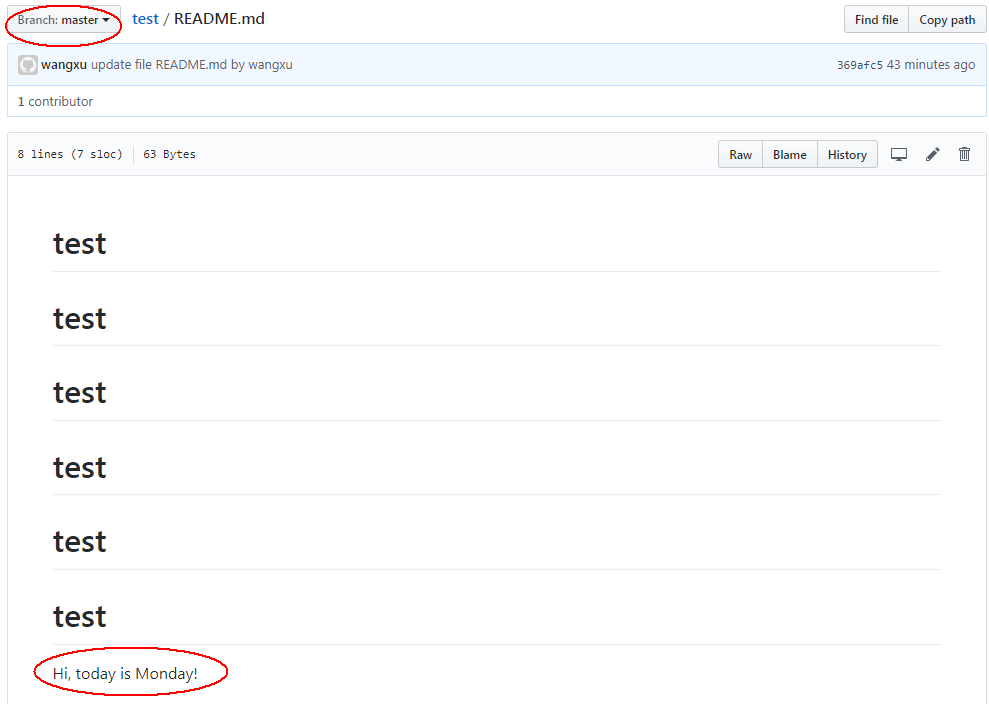 Branch: master test / README.md Find file Copy path
wangxu update file README.md by wangxu 369afc5 43 minutes ago
1 contributor
8 lines (7 sloc) 63 Bytes Raw Blame History
test
test
test
test
test
test
Hi, today is Monday!